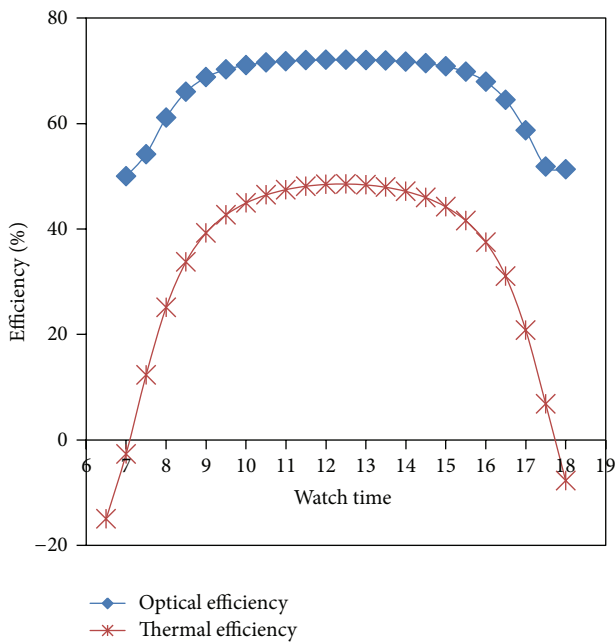 80
60
40
20
0
−20
Efficiency (%)
6 7 8 9 10 11 12 13 14 15 16 17 18 19
Watch time
Optical efficiency
Thermal efficiency